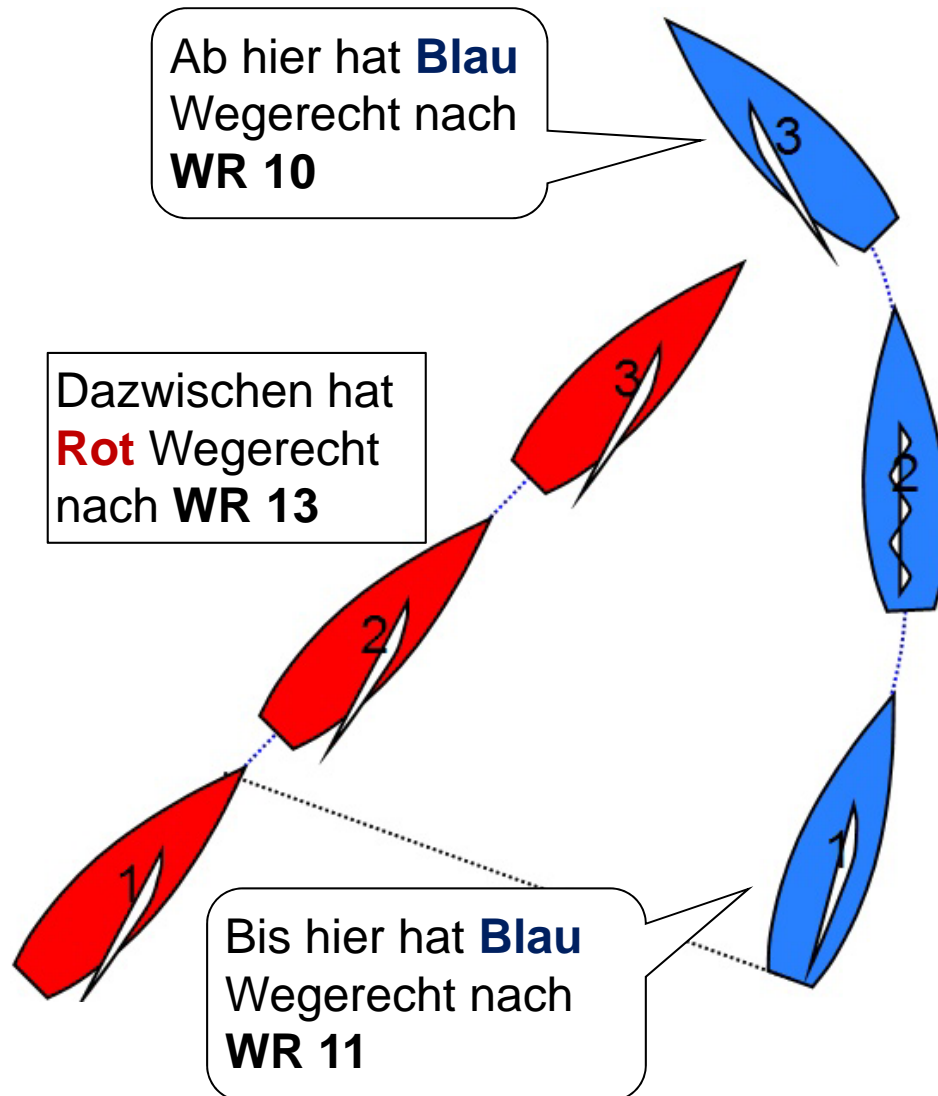 Ab hier hat Blau
Wegerecht nach
WR 10
3
3
Dazwischen hat
Rot Wegerecht
nach WR 13
2
2
1
1
Bis hier hat Blau
Wegerecht nach
WR 11